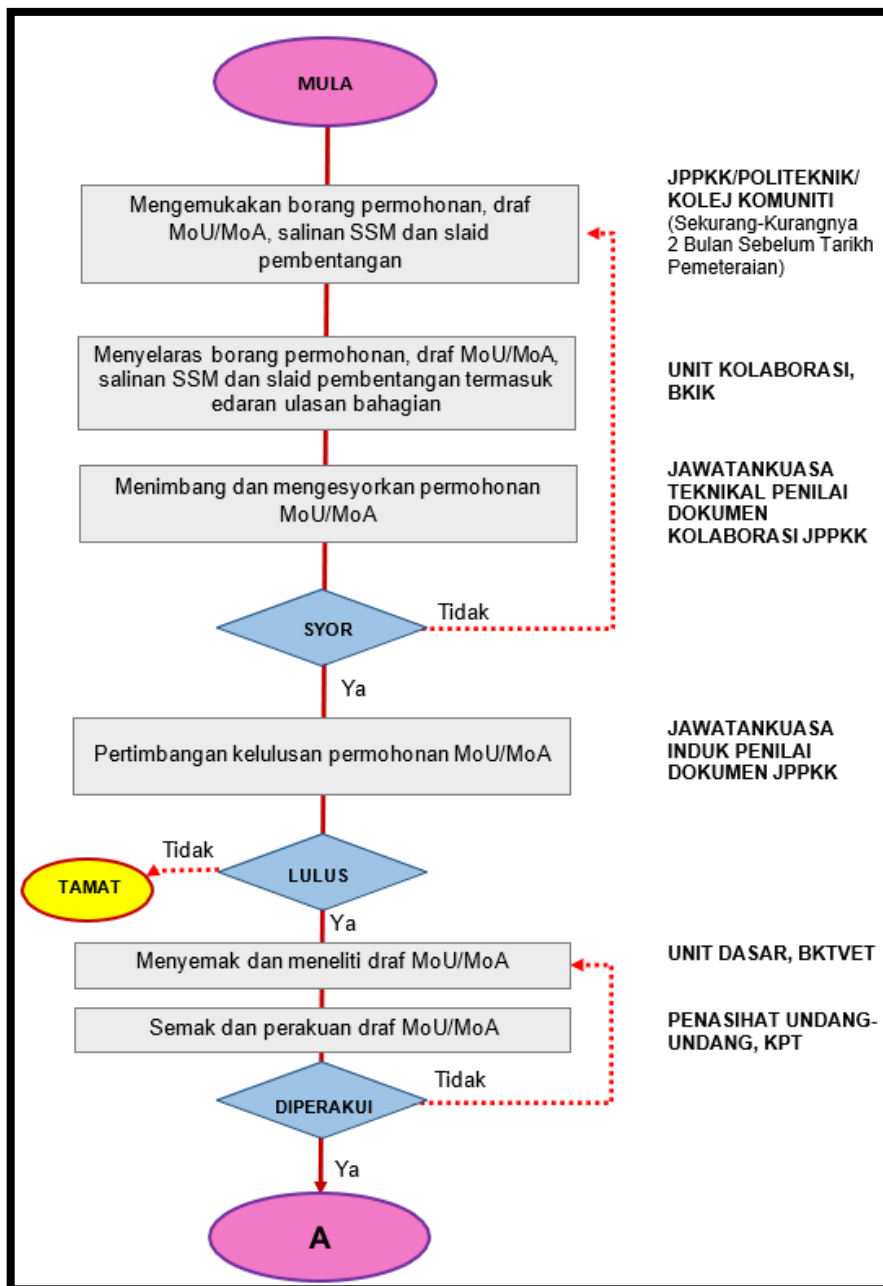 MULA
Mengemukakan borang permohonan, draf
MoU/MoA, salinan SSM dan slaid
pembentangan
JPPKK/POLITEKNIK/
KOLEJ KOMUNITI
(Sekurang-Kurangnya
2 Bulan Sebelum Tarikh
Pemeteraian)
Menyelaras borang permohonan, draf MoU/MoA,
salinan SSM dan slaid pembentangan termasuk
edaran ulasan bahagian
UNIT KOLABORASI,
BKIK
Menimbang dan mengesyorkan permohonan
MoU/MoA
JAWATANKUASA
TEKNIKAL PENILAI
DOKUMEN
KOLABORASI JPPKK
SYOR
Tidak
Ya
Pertimbangan kelulusan permohonan MoU/MoA
JAWATANKUASA
INDUK PENILAI
DOKUMEN JPPKK
LULUS
Tidak
TAMAT
Ya
Menyemak dan meneliti draf MoU/MoA
UNIT DASAR, BKTVET
Semak dan perakuan draf MoU/MoA
PENASIHAT UNDANG-
UNDANG, KPT
DIPERAKUI
Tidak
Ya
A